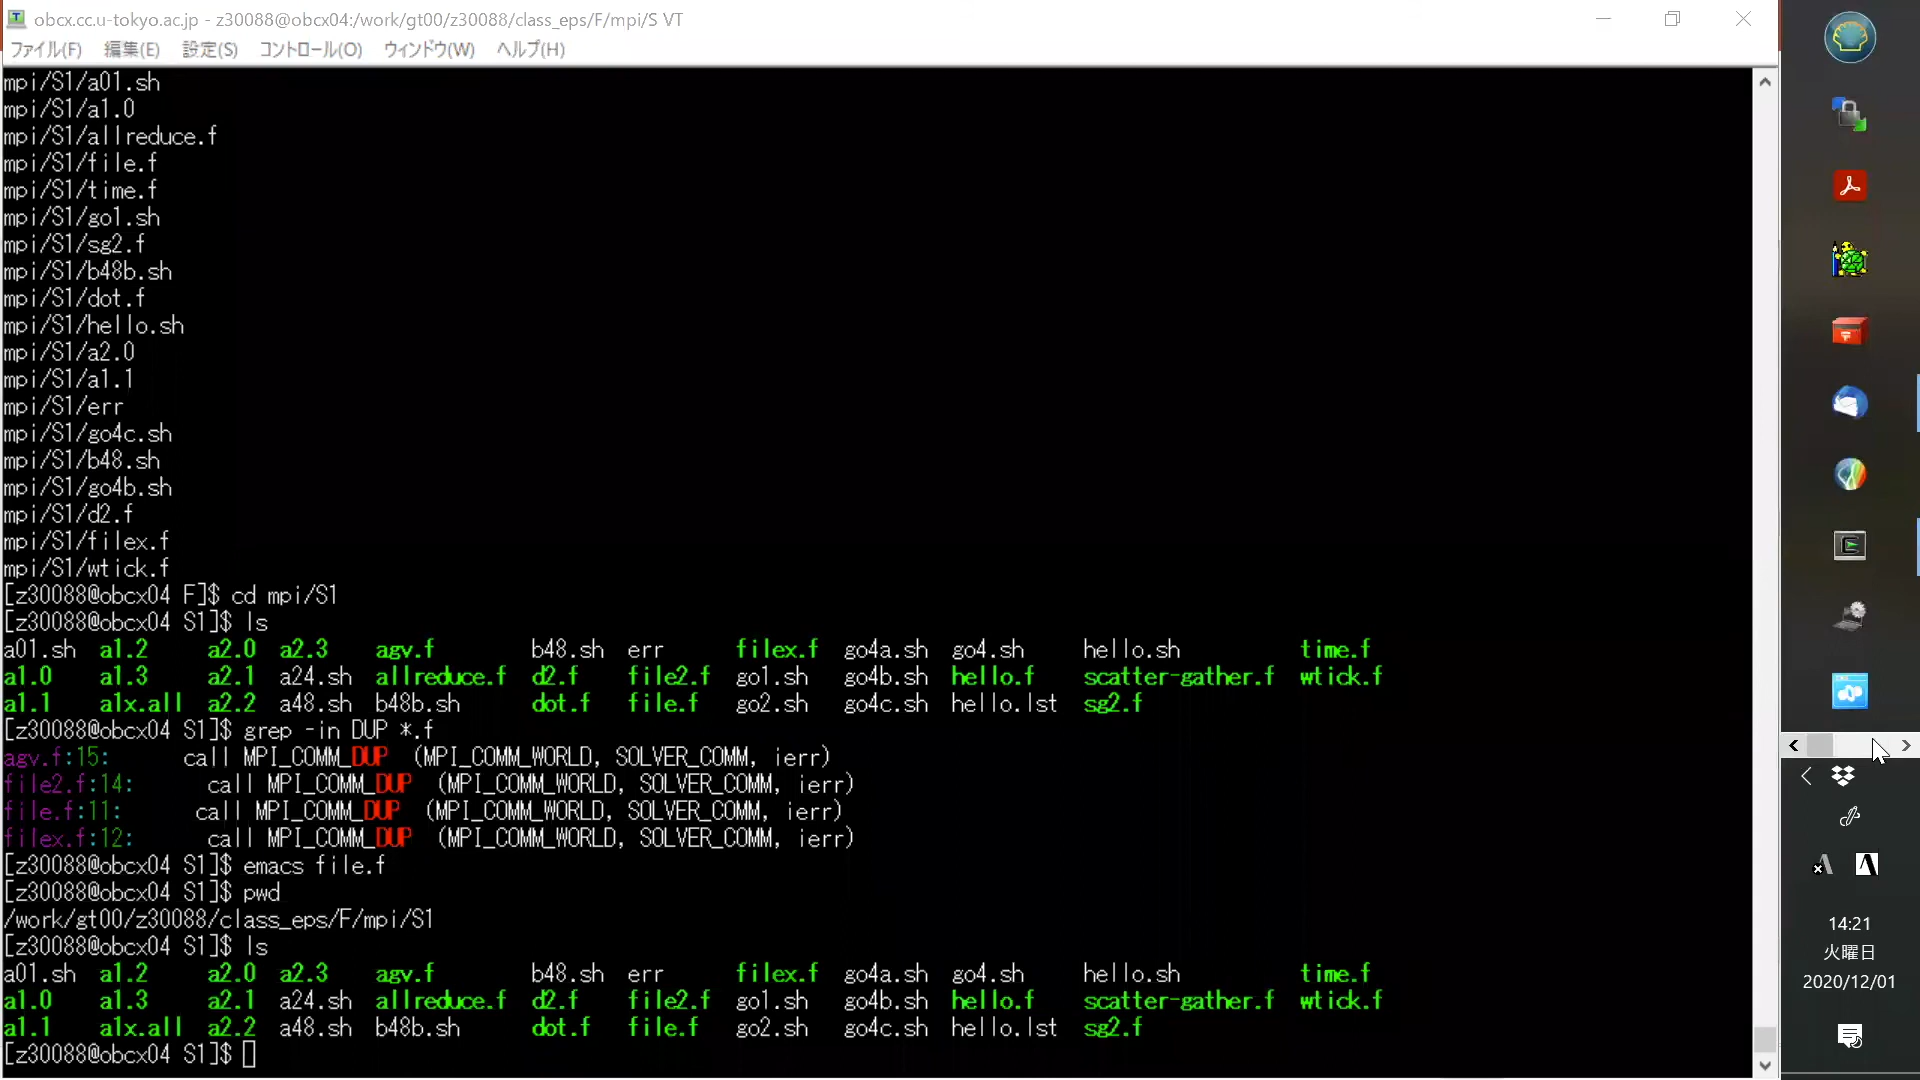 obcx.cc.u-tokyo.ac.jp - z30088@obcx04:/work/gt00/z30088/class_eps/F/mpi/S VT
ファイル(F) 編集(E) 設定(S) コントロール(O) ウィンドウ(W) ヘルプ(H)
mpi/S1/a01.sh
mpi/S1/a1.0
mpi/S1/allreduce.f
mpi/S1/file.f
mpi/S1/time.f
mpi/S1/go1.sh
mpi/S1/sg2.f
mpi/S1/b48b.sh
mpi/S1/dot.f
mpi/S1/hello.sh
mpi/S1/a2.0
mpi/S1/a1.1
mpi/S1/err
mpi/S1/go4c.sh
mpi/S1/b48.sh
mpi/S1/go4b.sh
mpi/S1/d2.f
mpi/S1/filex.f
mpi/S1/wtick.f
[z30088@obcx04 F]$ cd mpi/S1
[z30088@obcx04 S1]$ ls
a01.sh a1.2 a2.0 a2.3 agv.f b48.sh err filex.f go4a.sh go4.sh hello.sh time.f
a1.0 a1.3 a2.1 a24.sh allreduce.f d2.f file2.f go1.sh go4b.sh hello.f scatter-gather.f wtick.f
a1.1 a1x.all a2.2 a48.sh b48b.sh dot.f file.f go2.sh go4c.sh hello.lst sg2.f
[z30088@obcx04 S1]$ grep -in DUP *.f
agv.f:15: call MPI_COMM_DUP (MPI_COMM_WORLD, SOLVER_COMM, ierr)
file2.f:14: call MPI_COMM_DUP (MPI_COMM_WORLD, SOLVER_COMM, ierr)
file.f:11: call MPI_COMM_DUP (MPI_COMM_WORLD, SOLVER_COMM, ierr)
filex.f:12: call MPI_COMM_DUP (MPI_COMM_WORLD, SOLVER_COMM, ierr)
[z30088@obcx04 S1]$ emacs file.f
[z30088@obcx04 S1]$ pwd
/work/gt00/z30088/class_eps/F/mpi/S1
[z30088@obcx04 S1]$ ls
a01.sh a1.2 a2.0 a2.3 agv.f b48.sh err filex.f go4a.sh go4.sh hello.sh time.f
a1.0 a1.3 a2.1 a24.sh allreduce.f d2.f file2.f go1.sh go4b.sh hello.f scatter-gather.f wtick.f
a1.1 a1x.all a2.2 a48.sh b48b.sh dot.f file.f go2.sh go4c.sh hello.lst sg2.f
[z30088@obcx04 S1]$
14:21
火曜日
2020/12/01